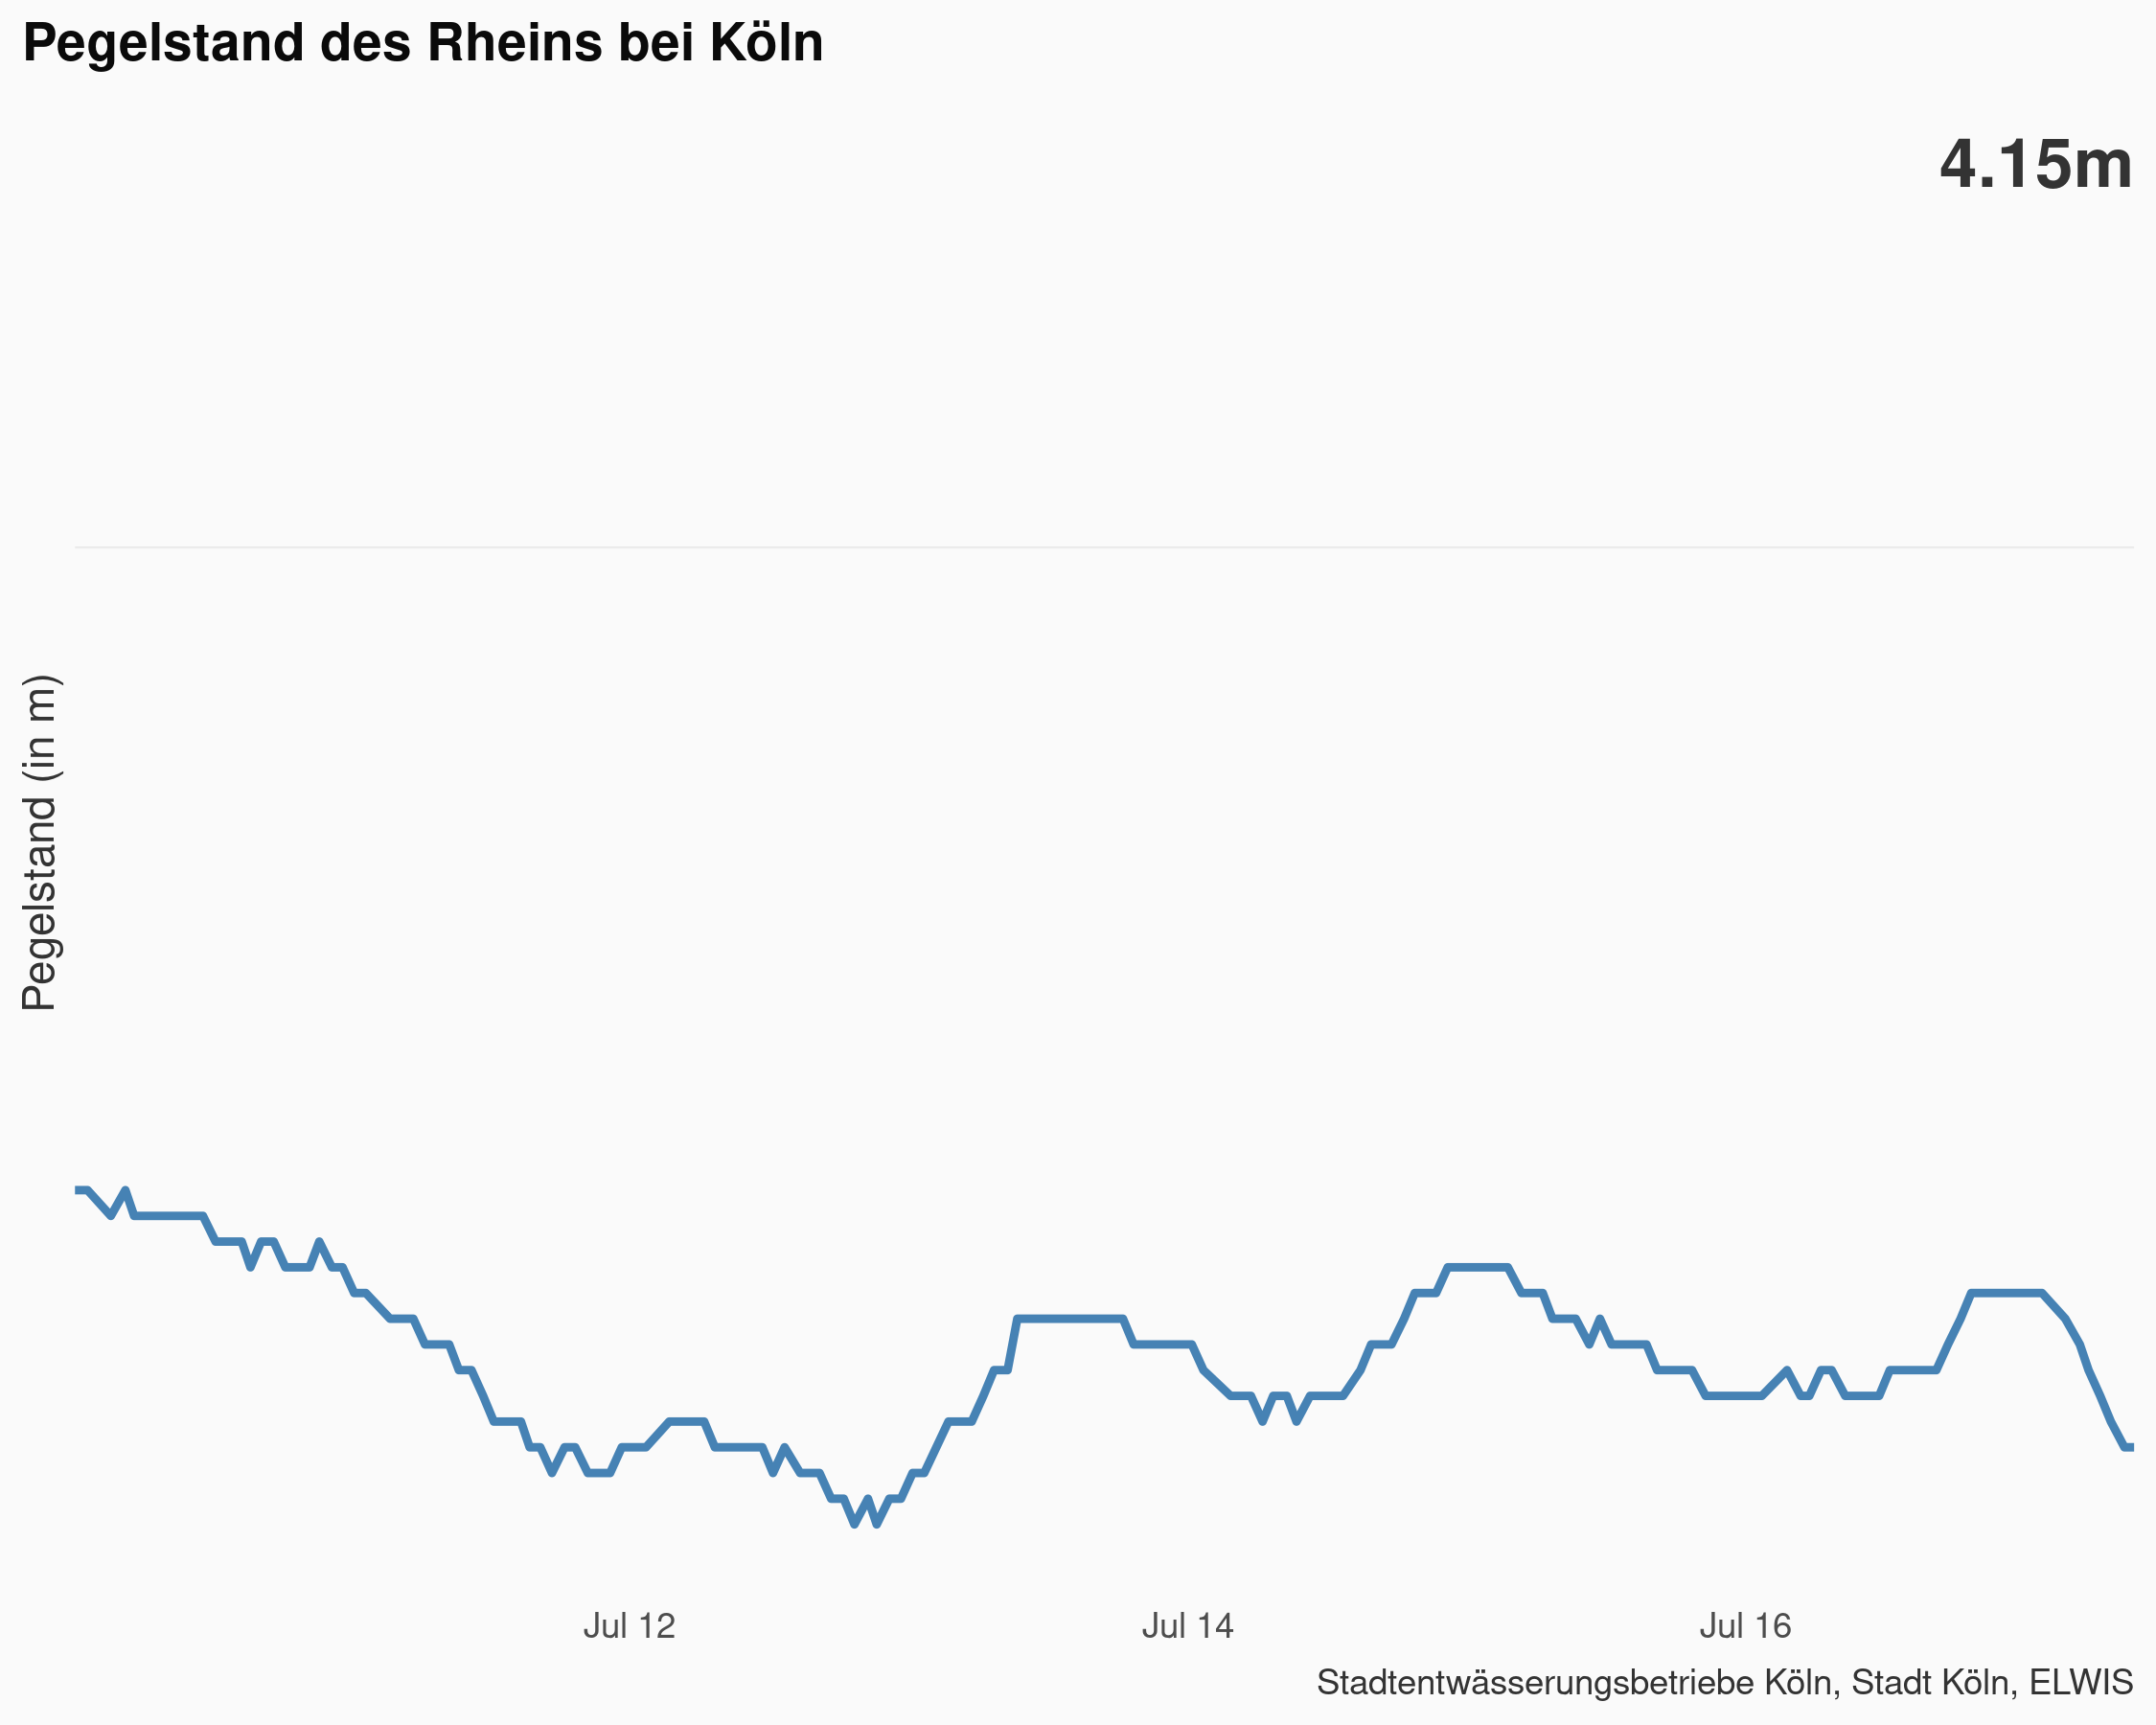 Pegelstand des Rheins bei Köln
4.15m
Pegelstand (in m)
Jul 12
Jul 14
Jul 16
Stadtentwässerungsbetriebe Köln, Stadt Köln, ELWIS